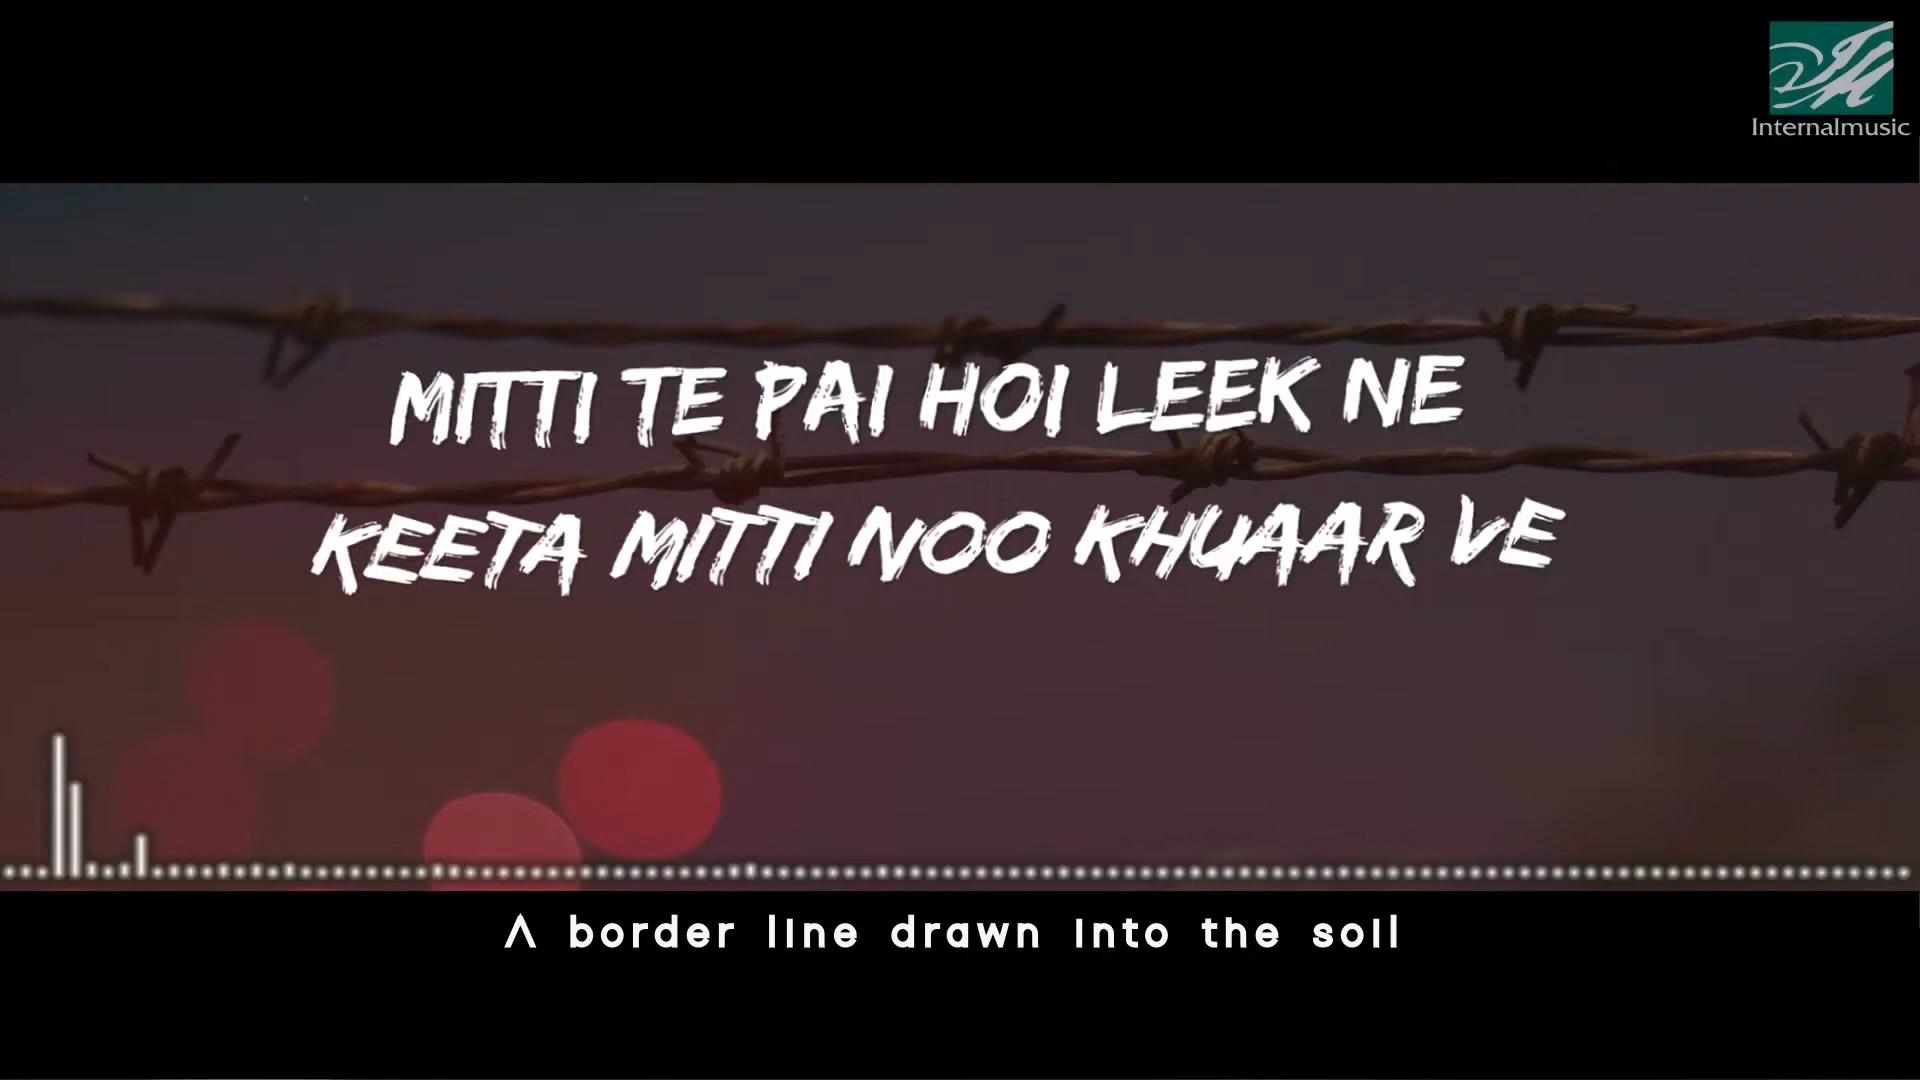 Internalmusic
MITTI TE PAI HOI LEEK NE
KEETA MITTI NOO KHUAAR VE
A border line drawn into the soil